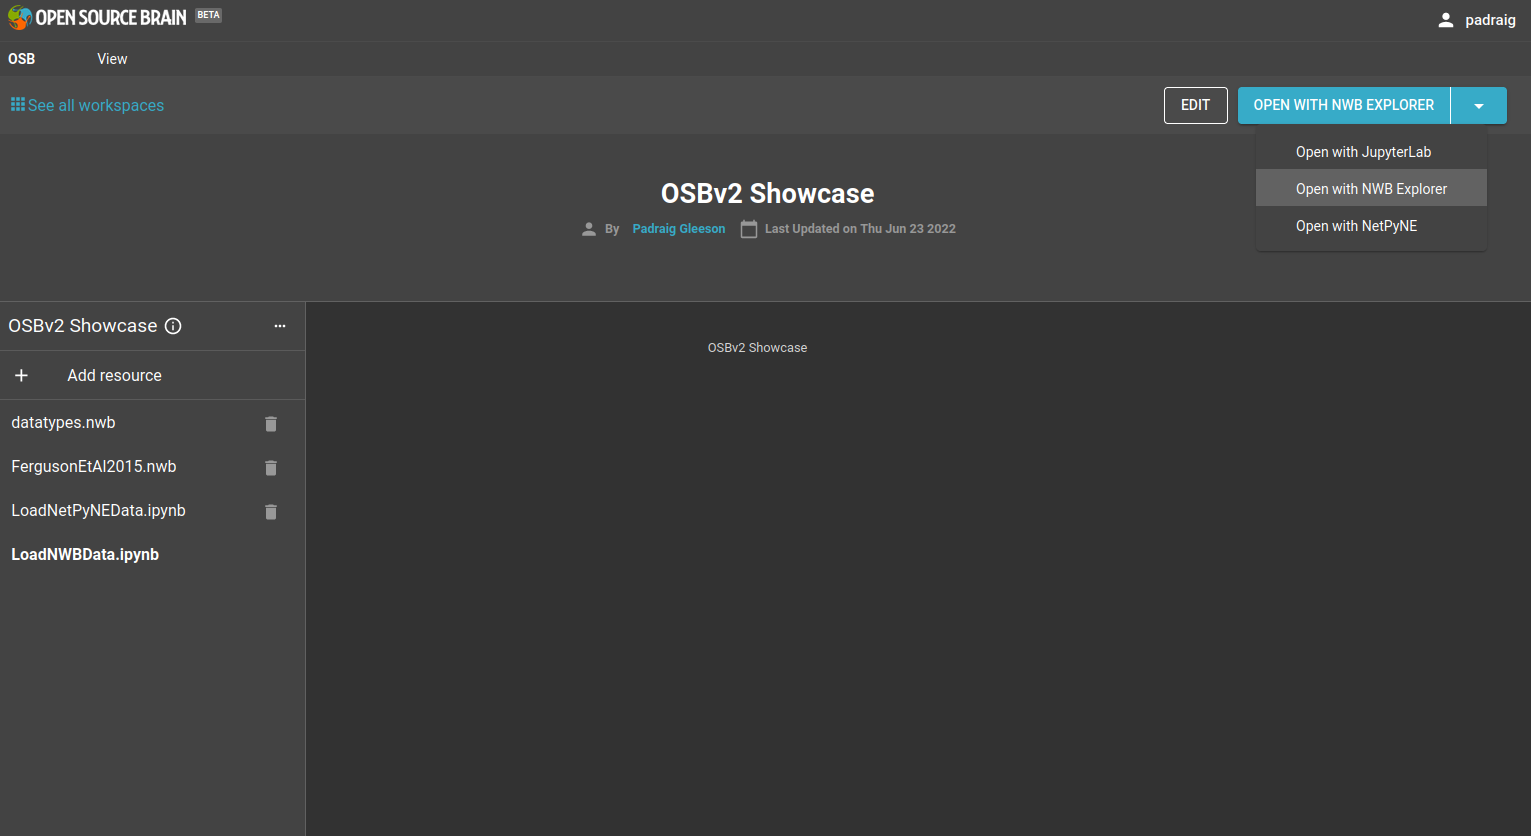 OPEN SOURCE BRAIN BETA
padraig
OSB View
See all workspaces
EDIT
OPEN WITH NWB EXPLORER
Open with JupyterLab
Open with NWB Explorer
Open with NetPyNE
OSBv2 Showcase
By Padraig Gleeson Last Updated on Thu Jun 23 2022
OSBv2 Showcase
Add resource
datatypes.nwb
FergusonEtAl2015.nwb
LoadNetPyNEData.ipynb
LoadNWBData.ipynb
OSBv2 Showcase